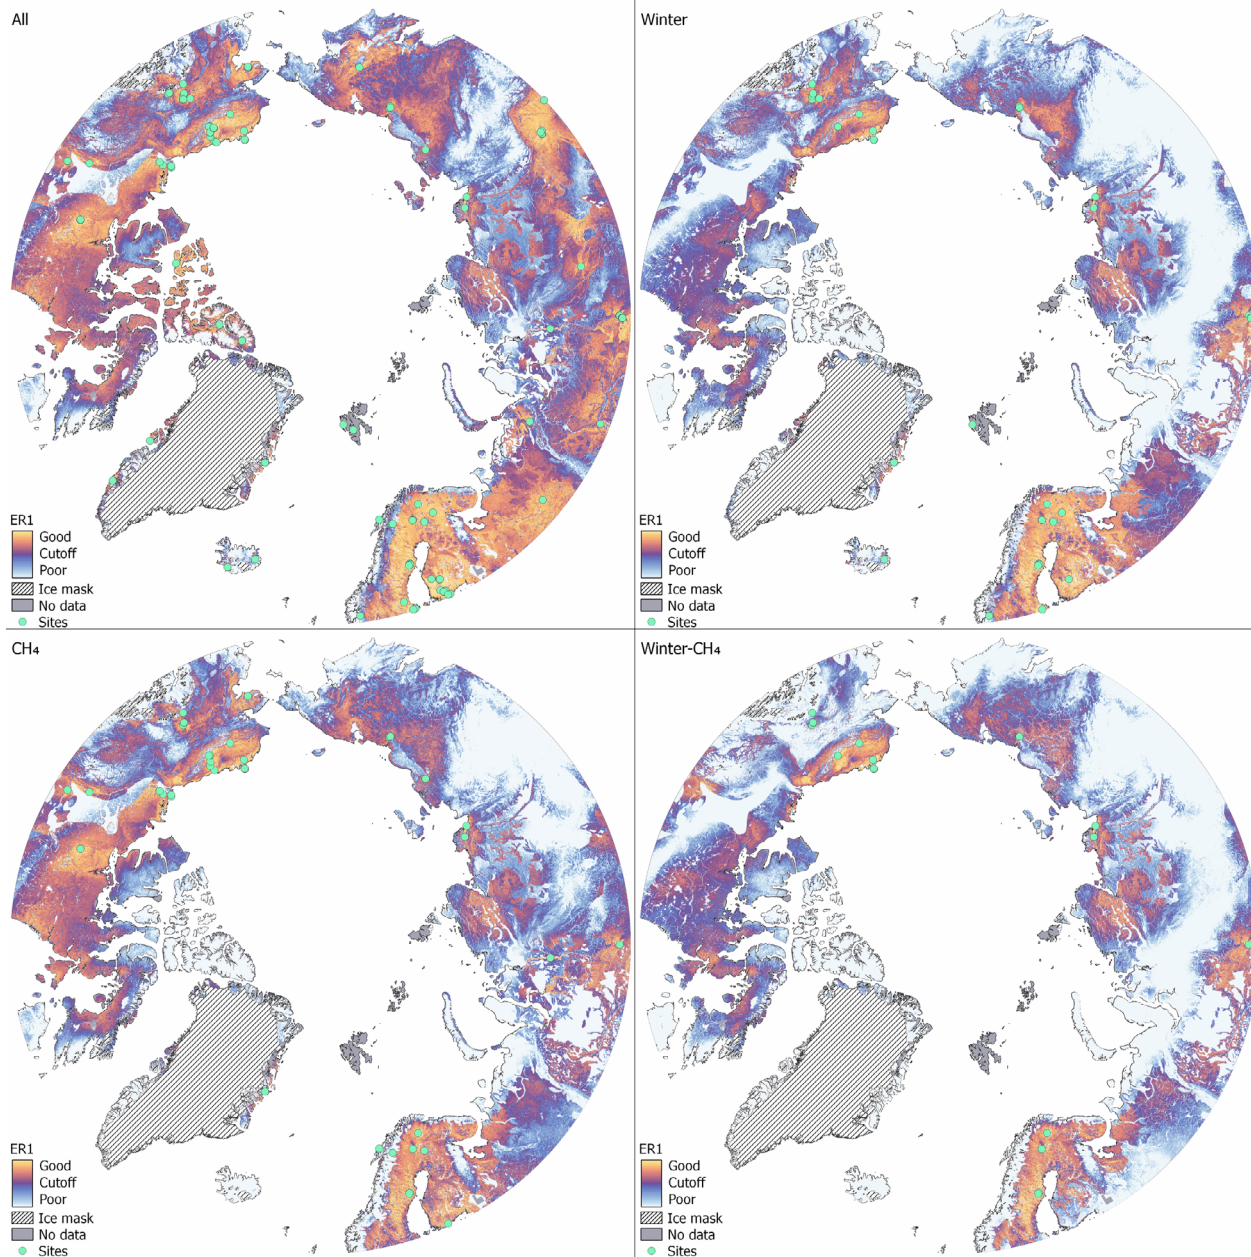 All
ER1
Good
Cutoff
Poor
Ice mask
No data
Sites
Winter
ER1
Good
Cutoff
Poor
Ice mask
No data
Sites
CH₄
ER1
Good
Cutoff
Poor
Ice mask
No data
Sites
Winter-CH₄
ER1
Good
Cutoff
Poor
Ice mask
No data
Sites